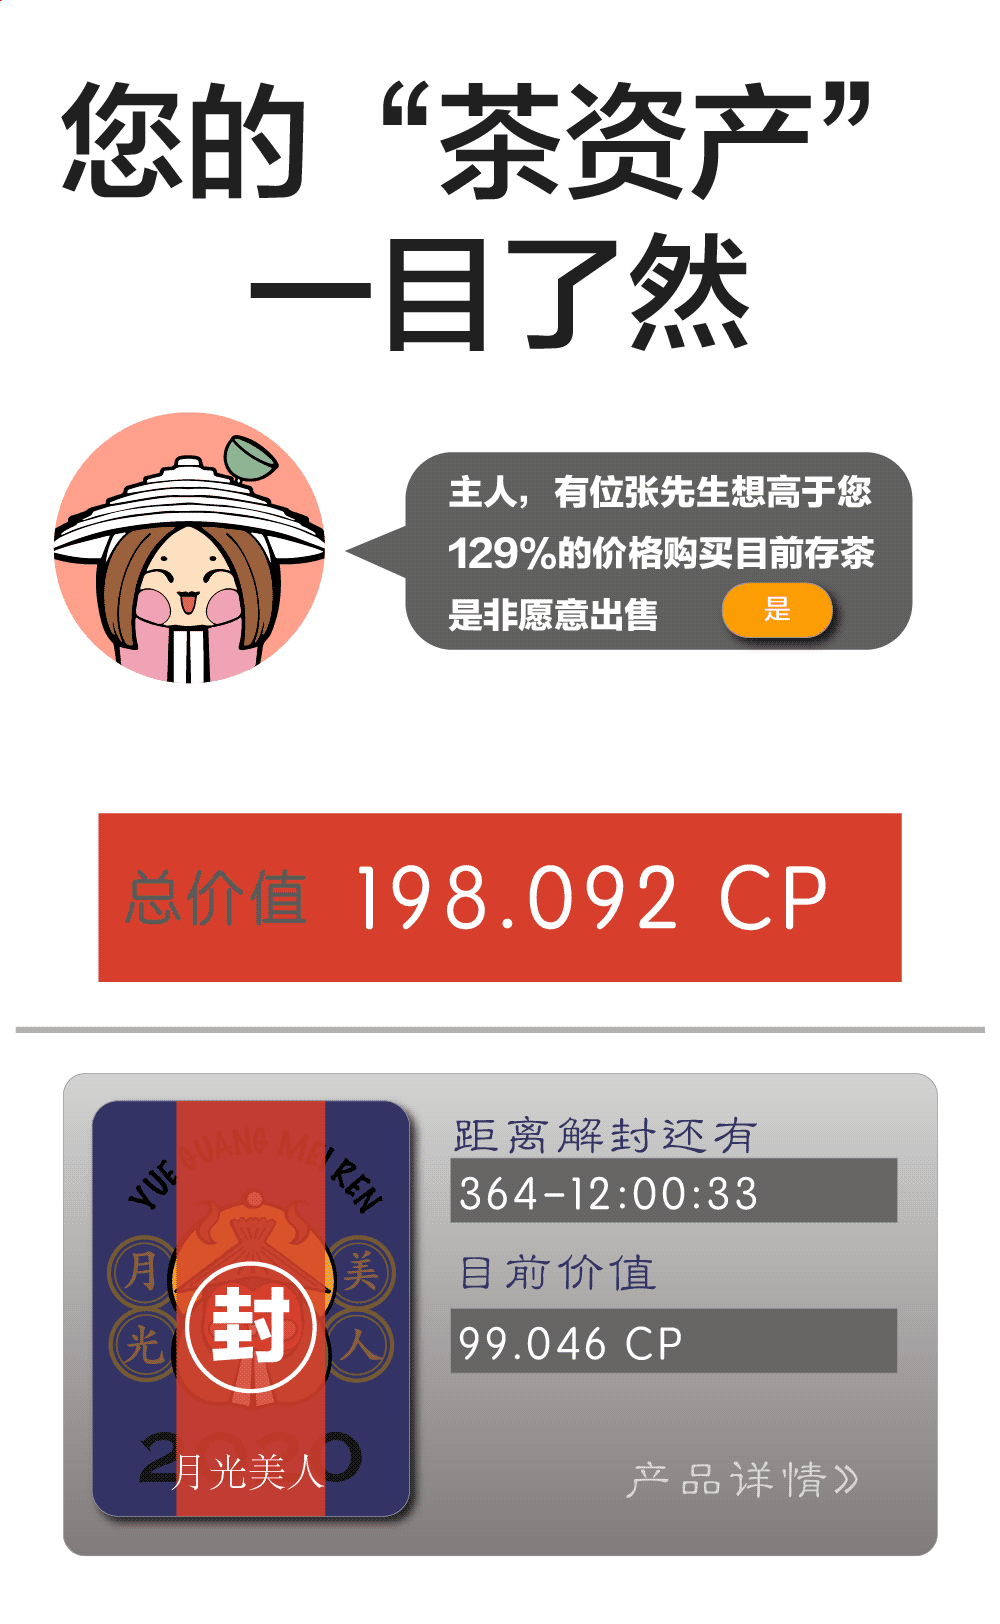 您的“茶资产”
一目了然
主人，有位张先生想高于您
129%的价格购买目前存茶
是非愿意出售
是
总价值 198.092 CP
YUE GUANG MEI REN
月 美
光 人
封
2020
月光美人
距离解封还有
364-12:00:33
目前价值
99.046 CP
产品详情»